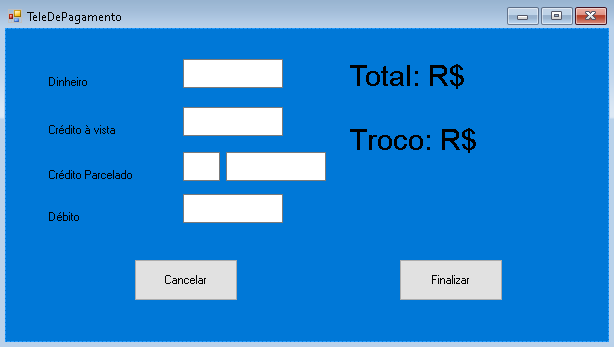 TeleDePagamento
Dinheiro
Total: R$
Crédito à vista
Troco: R$
Crédito Parcelado
Débito
Cancelar
Finalizar